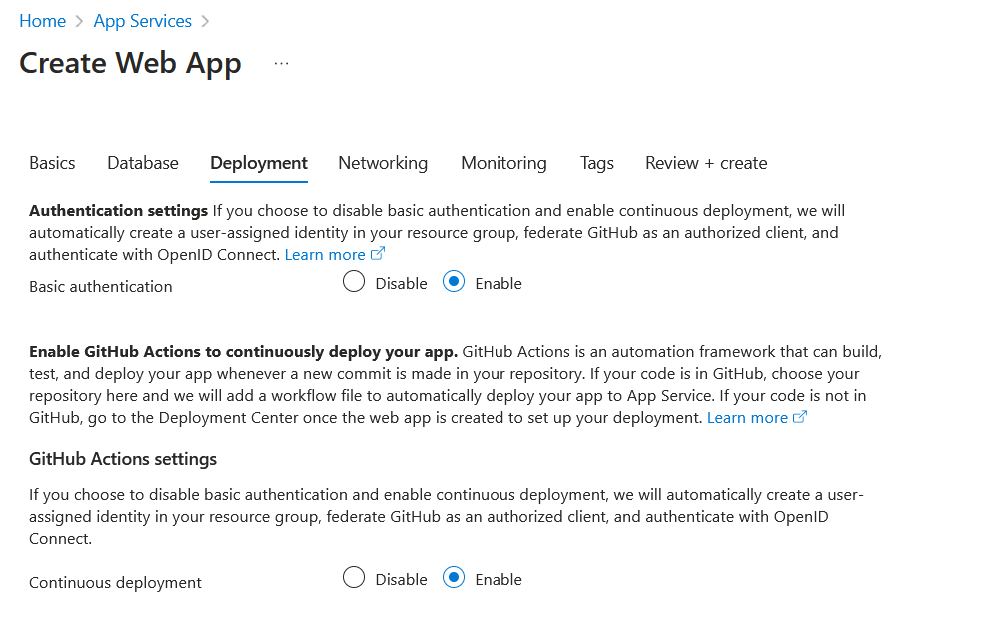 Home > App Services >
Create Web App ...
Basics Database Deployment Networking Monitoring Tags Review + create
Authentication settings If you choose to disable basic authentication and enable continuous deployment, we will
automatically create a user-assigned identity in your resource group, federate GitHub as an authorized client, and
authenticate with OpenID Connect. Learn more
Basic authentication Disable Enable
Enable GitHub Actions to continuously deploy your app. GitHub Actions is an automation framework that can build,
test, and deploy your app whenever a new commit is made in your repository. If your code is in GitHub, choose your
repository here and we will add a workflow file to automatically deploy your app to App Service. If your code is not in
GitHub, go to the Deployment Center once the web app is created to set up your deployment. Learn more
GitHub Actions settings
If you choose to disable basic authentication and enable continuous deployment, we will automatically create a user-
assigned identity in your resource group, federate GitHub as an authorized client, and authenticate with OpenID
Connect.
Continuous deployment Disable Enable